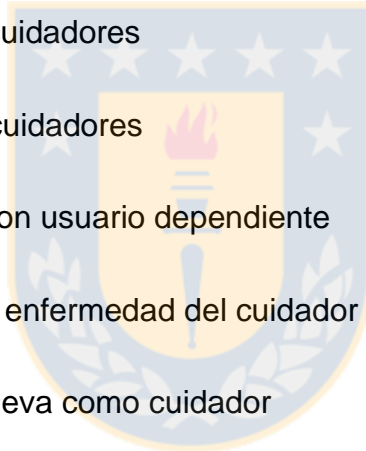 uidadores
cuidadores
on usuario dependiente
enfermedad del cuidador
eva como cuidador